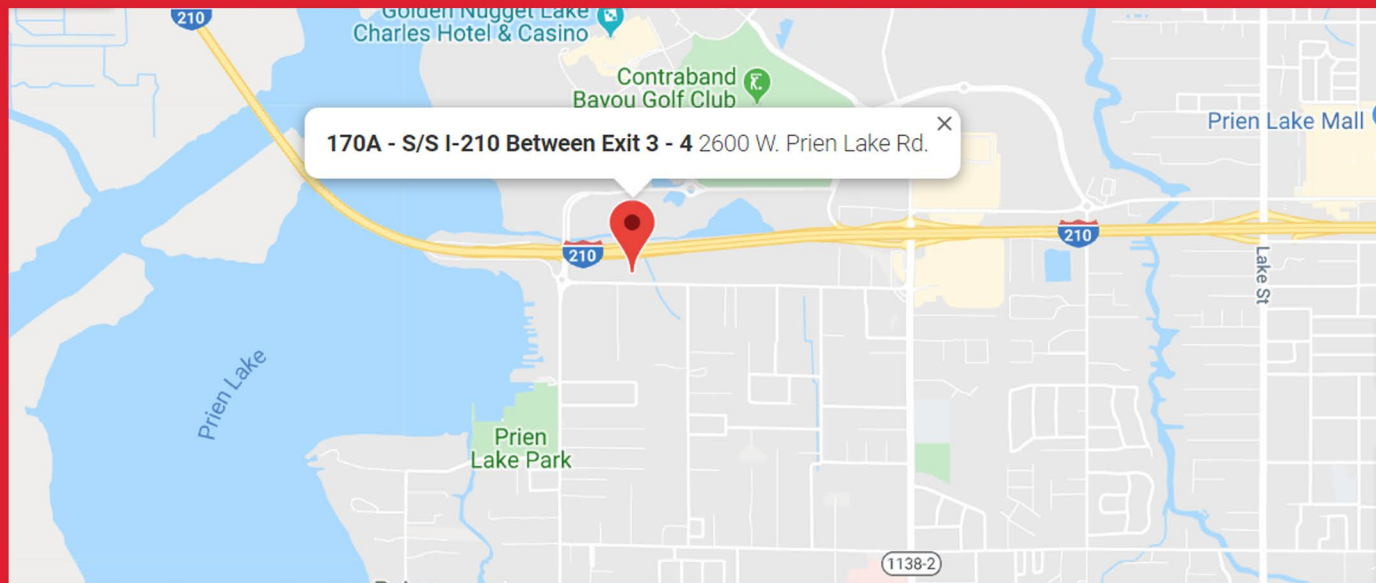 210
Golden Nugget Lake
Charles Hotel & Casino
Contraband
Bayou Golf Club
Prien Lake Mall
170A - S/S I-210 Between Exit 3 - 4 2600 W. Prien Lake Rd.
210
210
Lake St
Prien Lake
Prien
Lake Park
1138-2